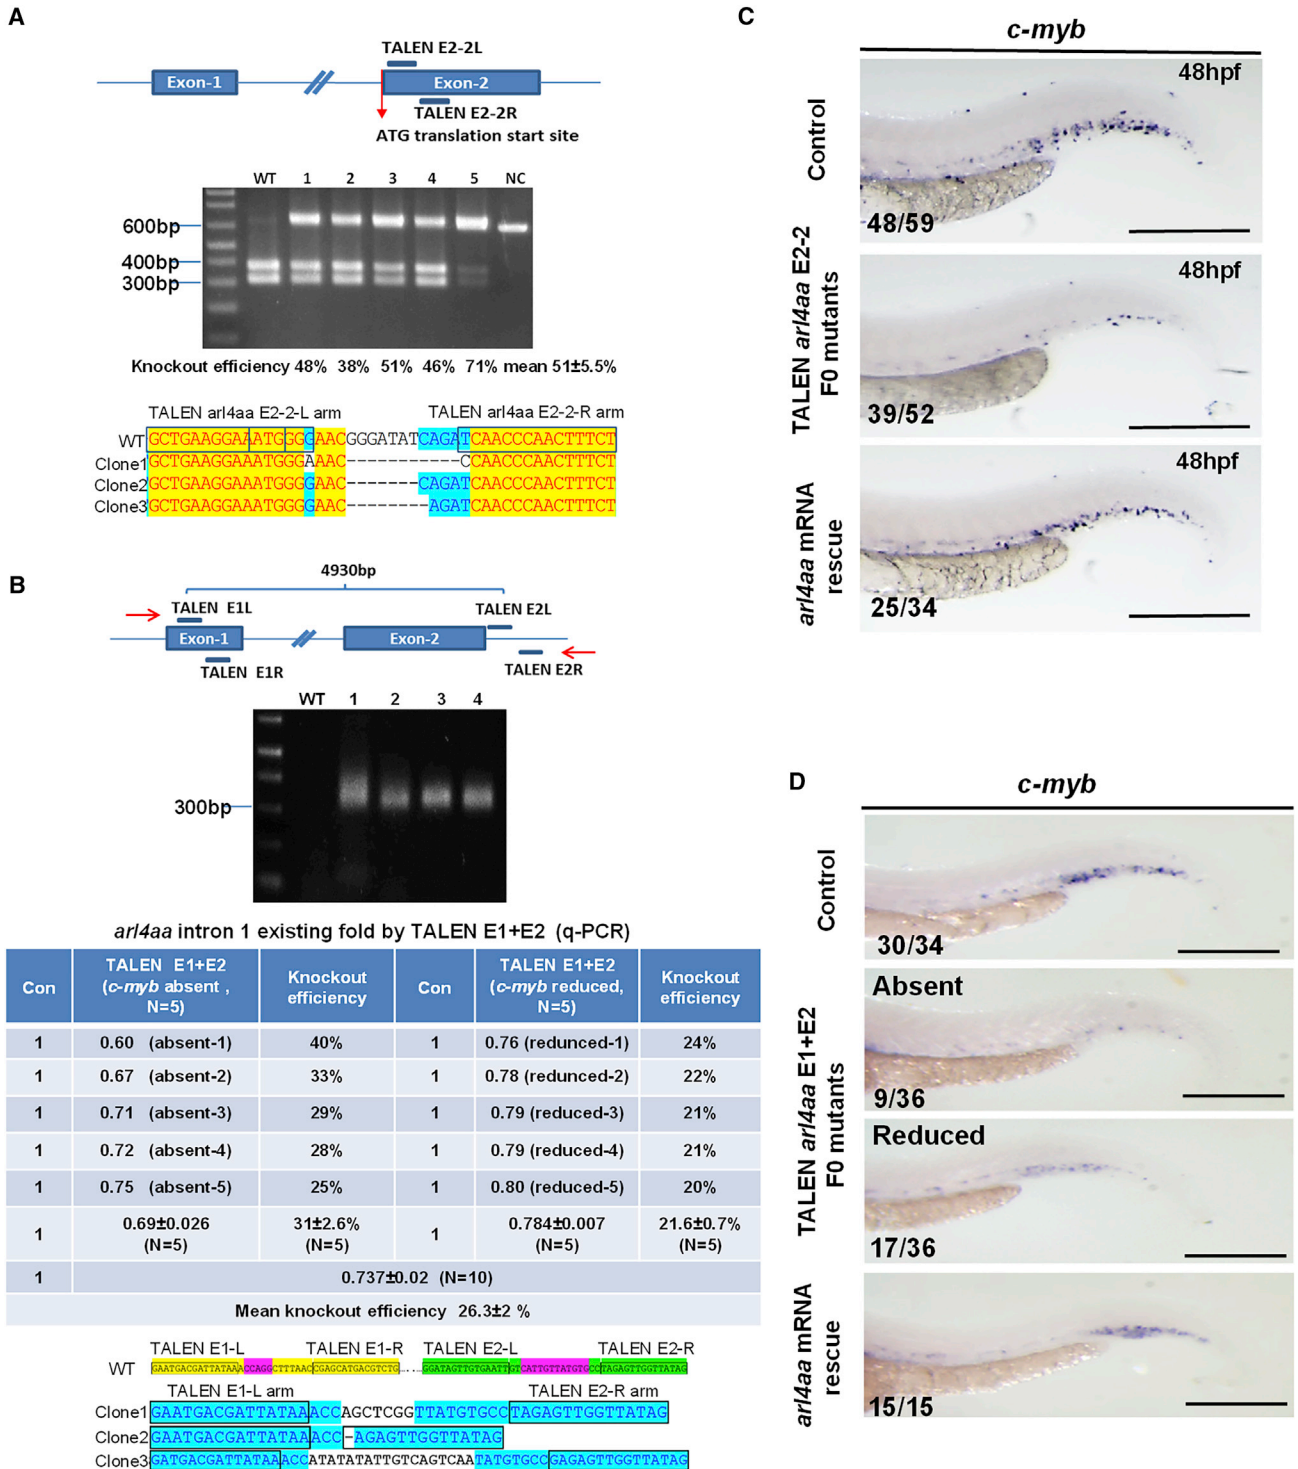 A
TALEN E2-2L
Exon-1
Exon-2
TALEN E2-2R
ATG translation start site
WT 1 2 3 4 5 NC
600bp
400bp
300bp
Knockout efficiency 48% 38% 51% 46% 71% mean 51±5.5%
TALEN arl4aa E2-2-L arm TALEN arl4aa E2-2-R arm
WT GCTGAAGGAAATGGGGAACGGGATATCAGATCAACCCAACTTTCT
Clone1 GCTGAAGGAAATGGGAAAC-----------CCAACCCAACTTTCT
Clone2 GCTGAAGGAAATGGGGAAC-------CAGATCAACCCAACTTTCT
Clone3 GCTGAAGGAAATGGGGAAC--------AGATCAACCCAACTTTCT
B
4930bp
TALEN E1L
TALEN E2L
Exon-1
Exon-2
TALEN E1R
TALEN E2R
WT 1 2 3 4
300bp
arl4aa intron 1 existing fold by TALEN E1+E2 (q-PCR)
Con TALEN E1+E2 (c-myb absent , N=5) Knockout efficiency Con TALEN E1+E2 (c-myb reduced, N=5) Knockout efficiency
1 0.60 (absent-1) 40% 1 0.76 (redunced-1) 24%
1 0.67 (absent-2) 33% 1 0.78 (redunced-2) 22%
1 0.71 (absent-3) 29% 1 0.79 (reduced-3) 21%
1 0.72 (absent-4) 28% 1 0.79 (reduced-4) 21%
1 0.75 (absent-5) 25% 1 0.80 (reduced-5) 20%
1 0.69±0.026 (N=5) 31±2.6% (N=5) 1 0.784±0.007 (N=5) 21.6±0.7% (N=5)
1 0.737±0.02 (N=10)
Mean knockout efficiency 26.3±2 %
TALEN E1-L TALEN E1-R TALEN E2-L TALEN E2-R
WT GAATGACGATTATAAACCAGGCTTTAACCGAGCATGACGTCTG......GGATAGTTGTGAATTGTCATTGTTATGTGCCTAGAGTTGGTTATAG
TALEN E1-L arm TALEN E2-R arm
Clone1 GAATGACGATTATAAACCAGCTCGGTTATGTGCCTAGAGTTGGTTATAG
Clone2 GAATGACGATTATAAACC-AGAGTTGGTTATAG
Clone3 GATGACGATTATAAACCATATATATTGTCAGTCAATATGTGCCGAGAGTTGGTTATAG
C
c-myb
Control
48hpf
48/59
TALEN arl4aa E2-2
F0 mutants
48hpf
39/52
arl4aa mRNA
rescue
48hpf
25/34
D
c-myb
Control
30/34
TALEN arl4aa E1+E2
F0 mutants
Absent
9/36
Reduced
17/36
arl4aa mRNA
rescue
15/15